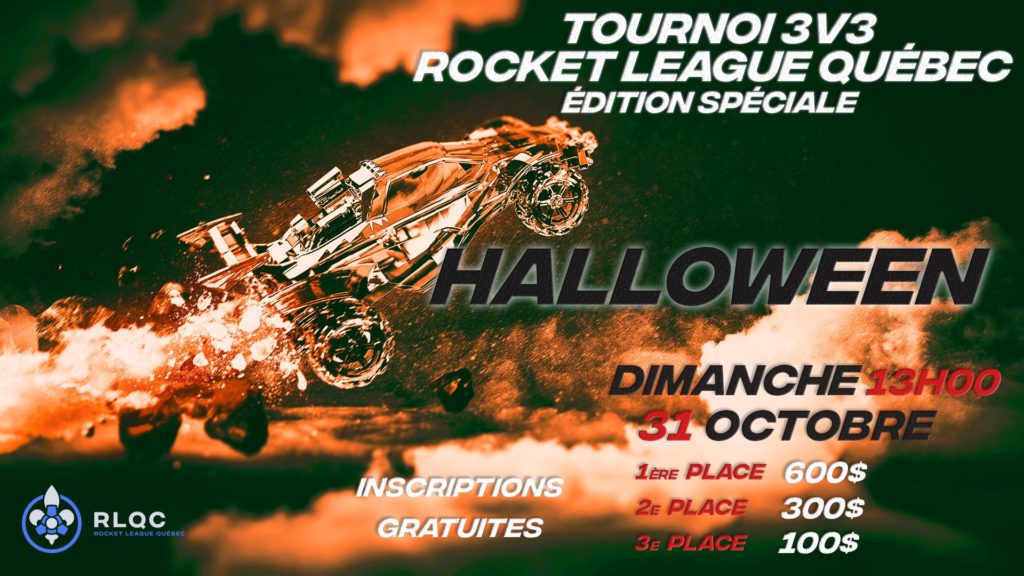 TOURNOI 3V3
ROCKET LEAGUE QUÉBEC
ÉDITION SPÉCIALE
HALLOWEEN
DIMANCHE 13H00
31 OCTOBRE
1ÈRE PLACE 600$
2E PLACE 300$
3E PLACE 100$
INSCRIPTIONS
GRATUITES
RLQC
ROCKET LEAGUE QUÉBEC